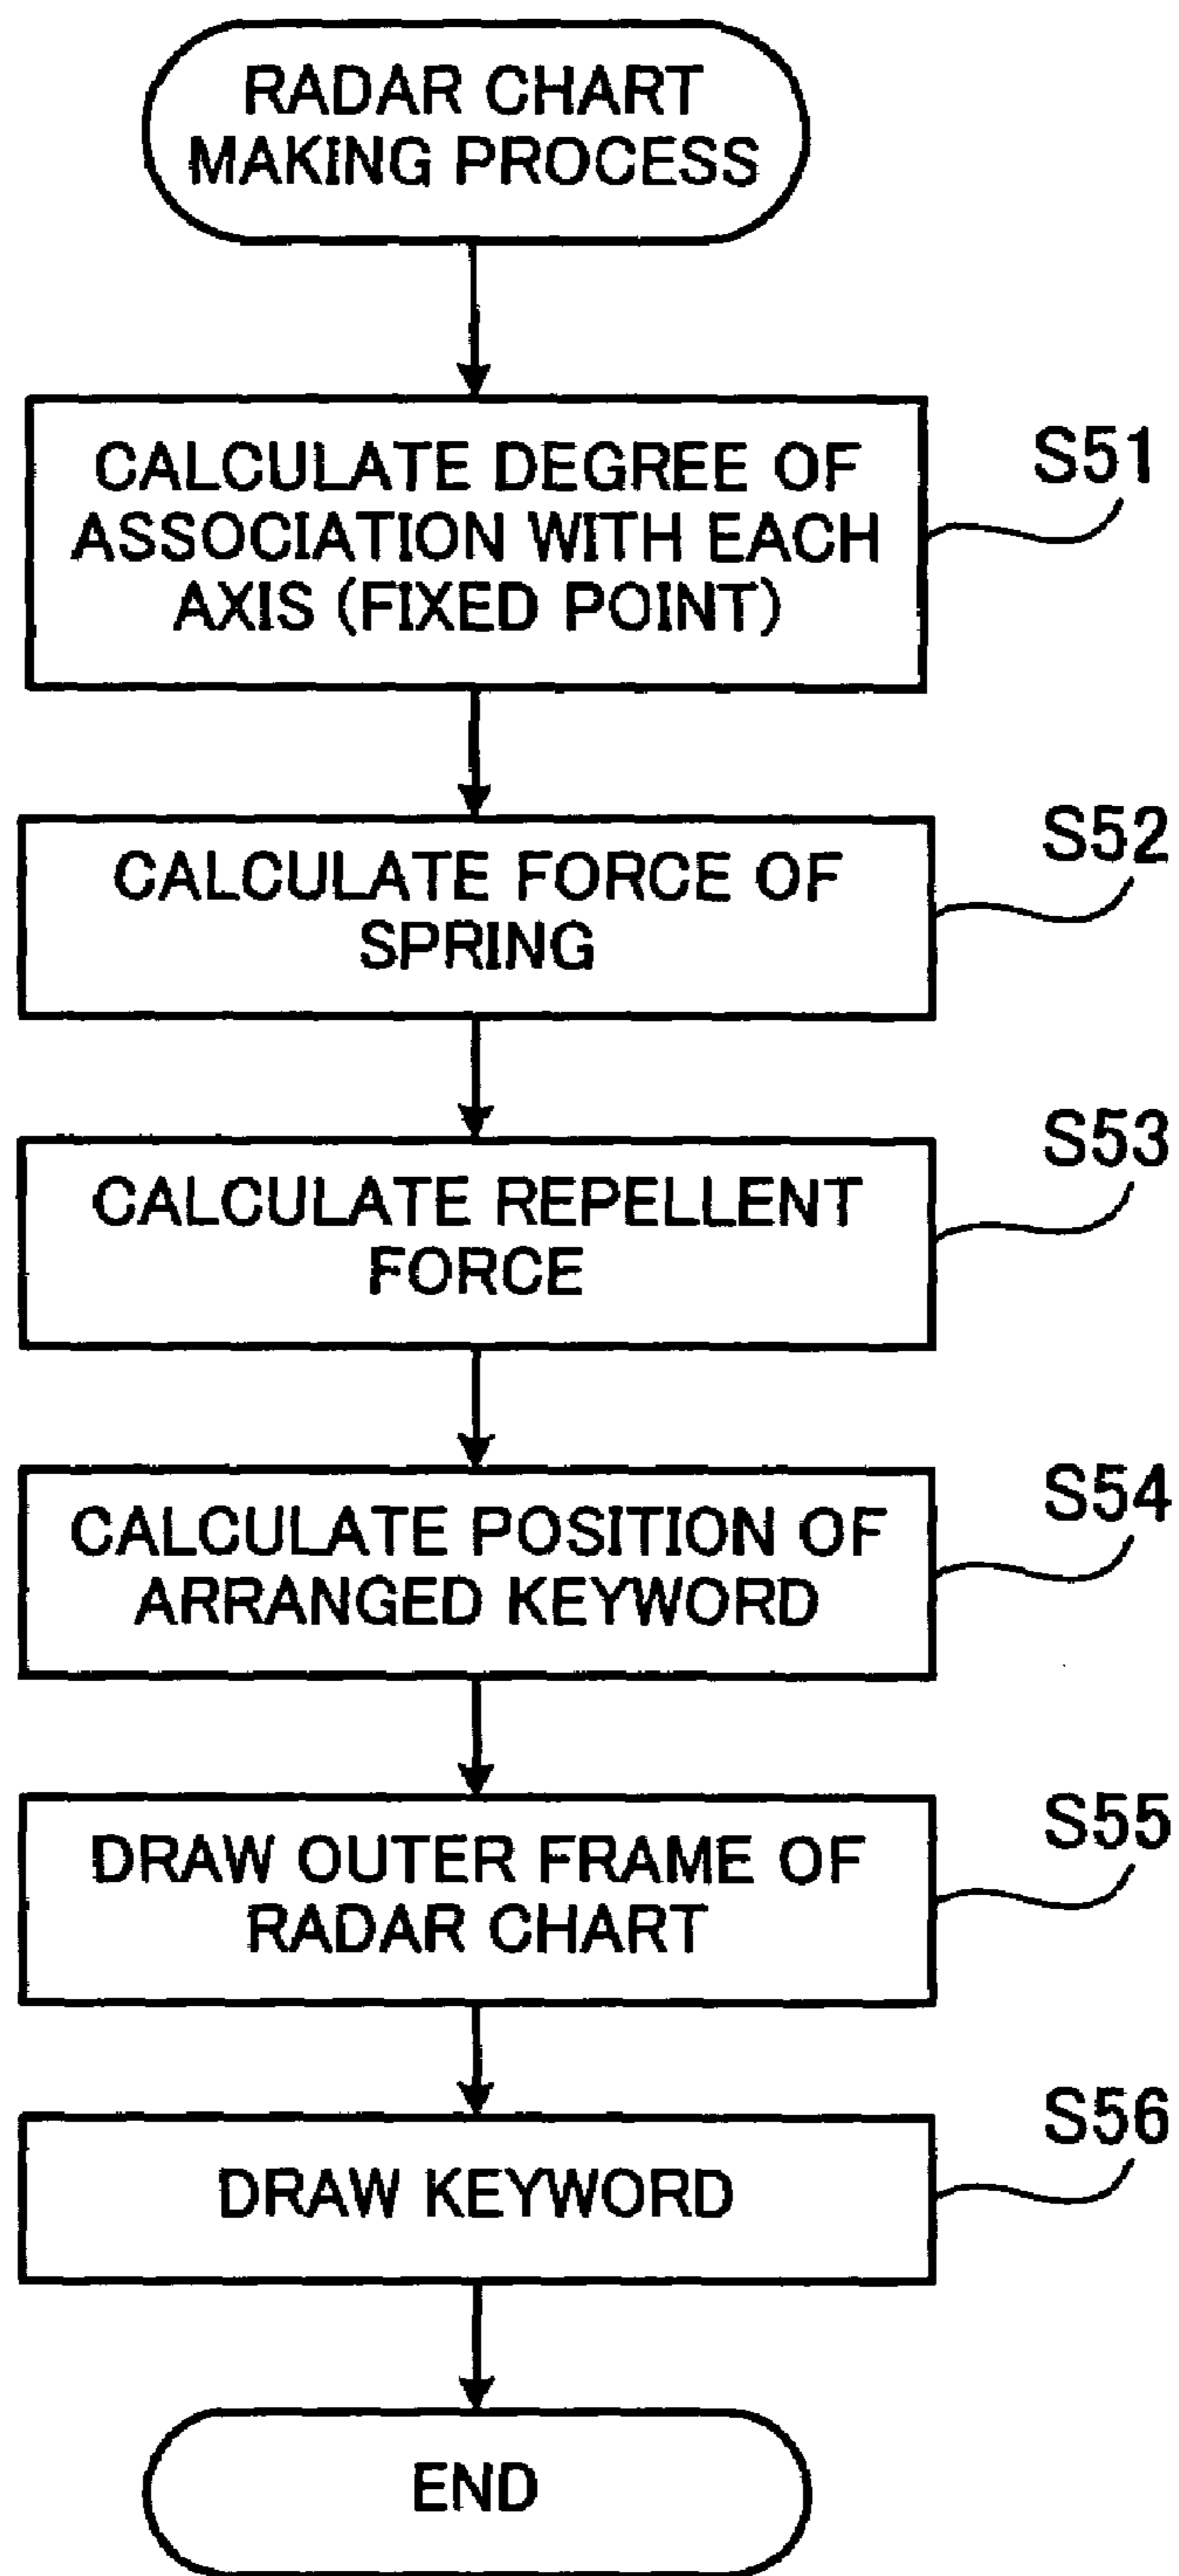 RADAR CHART
MAKING PROCESS
CALCULATE DEGREE OF
ASSOCIATION WITH EACH
AXIS (FIXED POINT)
S51
CALCULATE FORCE OF
SPRING
S52
CALCULATE REPELLENT
FORCE
S53
CALCULATE POSITION OF
ARRANGED KEYWORD
S54
DRAW OUTER FRAME OF
RADAR CHART
S55
DRAW KEYWORD
S56
END